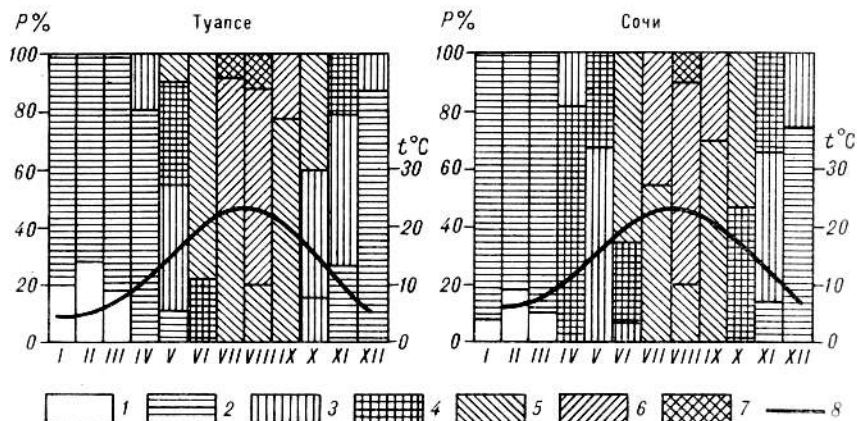 P% Туапсе P% Сочи
100 100
80 80
t°C t°C
60 30 60 30
40 20 40 20
20 10 20 10
0 0 0 0
I II III IV V VI VII VIII IX X XI XII I II III IV V VI VII VIII IX X XI XII
1 2 3 4 5 6 7 8